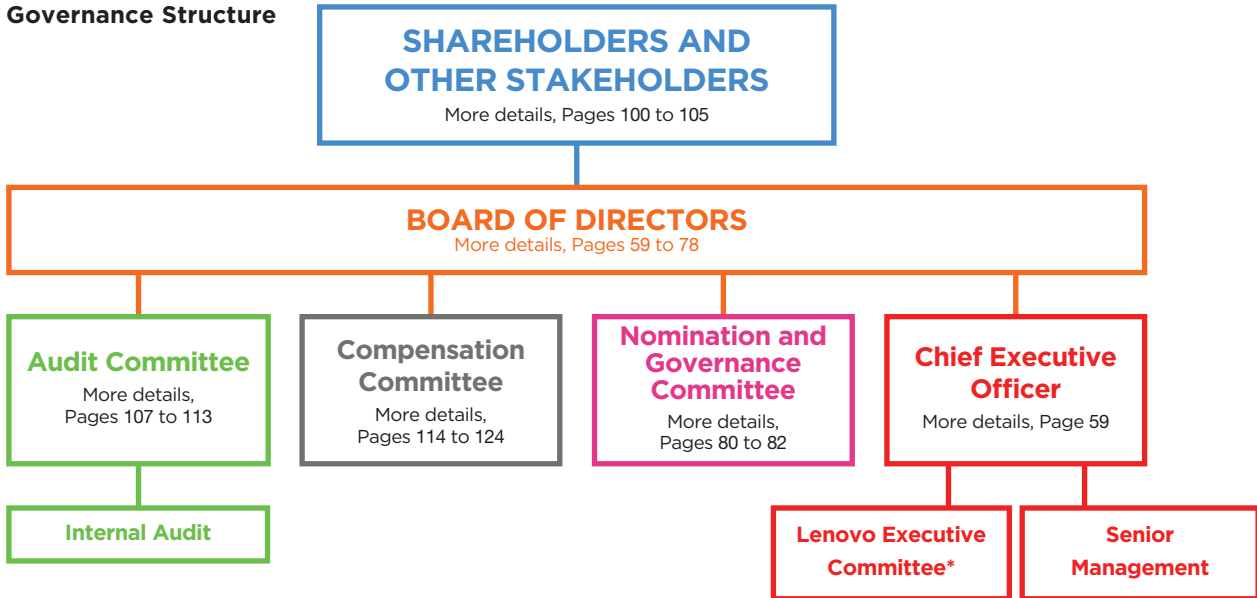 Governance Structure
SHAREHOLDERS AND
OTHER STAKEHOLDERS
More details, Pages 100 to 105
BOARD OF DIRECTORS
More details, Pages 59 to 78
Audit Committee
More details,
Pages 107 to 113
Compensation
Committee
More details,
Pages 114 to 124
Nomination and
Governance
Committee
More details,
Pages 80 to 82
Chief Executive
Officer
More details, Page 59
Internal Audit
Lenovo Executive
Committee*
Senior
Management